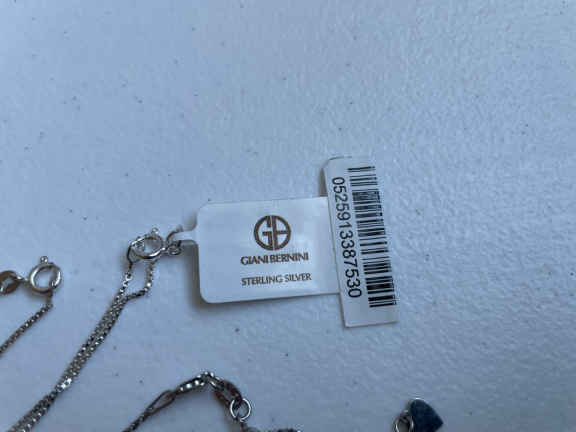 GB
GIANI BERNINI
STERLING SILVER
0525913387530